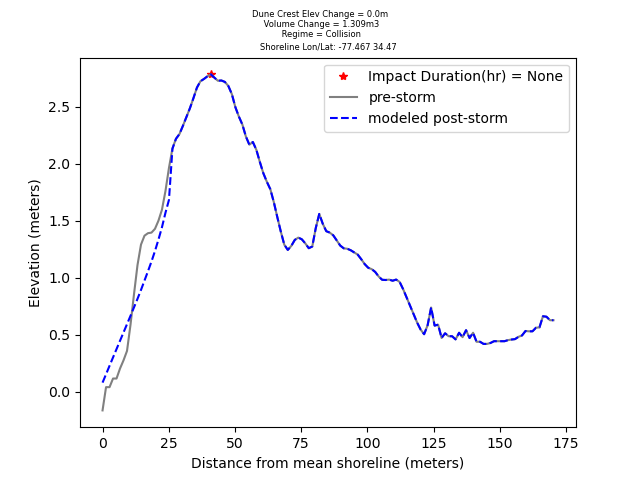 Dune Crest Elev Change = 0.0m
Volume Change = 1.309m3
Regime = Collision
Shoreline Lon/Lat: -77.467 34.47
Impact Duration(hr) = None
pre-storm
modeled post-storm
Elevation (meters)
2.5
2.0
1.5
1.0
0.5
0.0
0 25 50 75 100 125 150 175
Distance from mean shoreline (meters)